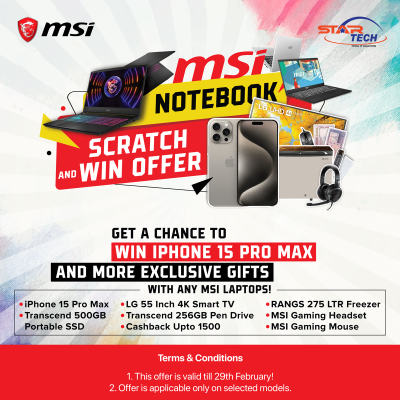 msi
STAR
TECH
msi
NOTEBOOK
SCRATCH
AND WIN OFFER
LG UHD
GET A CHANCE TO
WIN IPHONE 15 PRO MAX
AND MORE EXCLUSIVE GIFTS
WITH ANY MSI LAPTOPS!
• iPhone 15 Pro Max
• Transcend 500GB
Portable SSD
• LG 55 Inch 4K Smart TV
• Transcend 256GB Pen Drive
• Cashback Upto 1500
• RANGS 275 LTR Freezer
• MSI Gaming Headset
• MSI Gaming Mouse
Terms & Conditions
1. This offer is valid till 29th February!
2. Offer is applicable only on selected models.